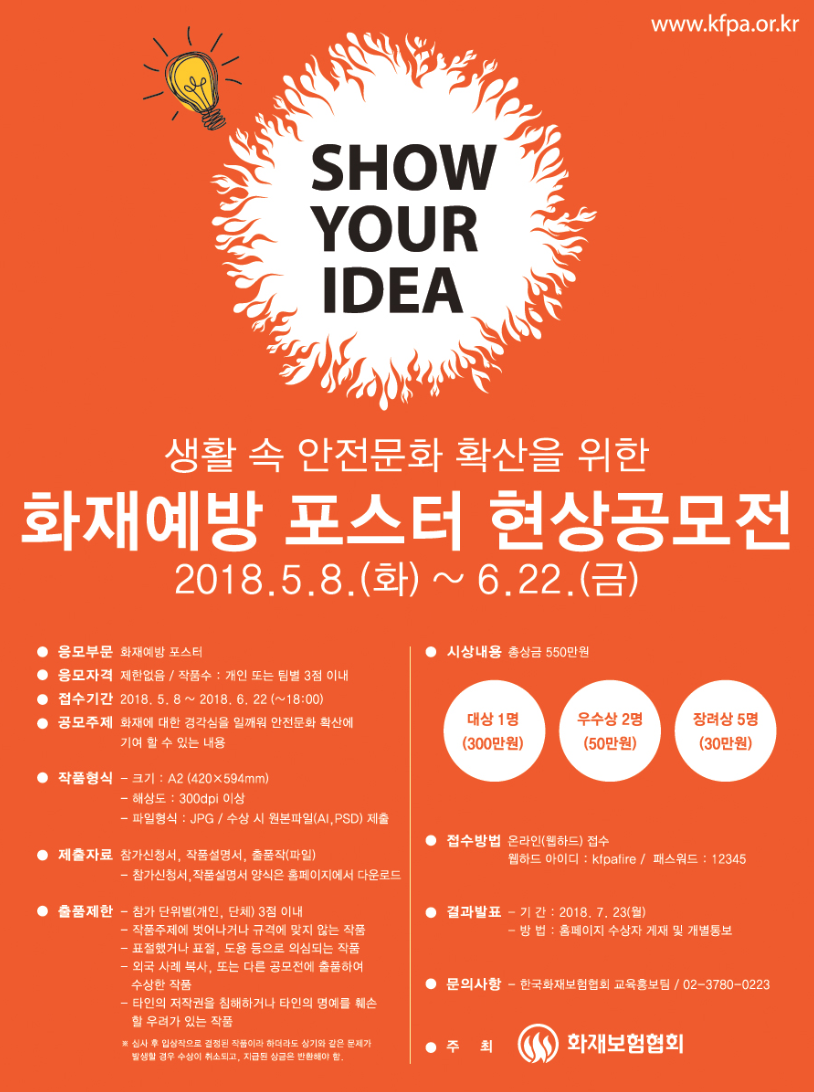 www.kfpa.or.kr
SHOW
YOUR
IDEA
생활 속 안전문화 확산을 위한
화재예방 포스터 현상공모전
2018.5.8.(화) ~ 6.22.(금)
● 응모부문 화재예방 포스터
● 응모자격 제한없음 / 작품수 : 개인 또는 팀별 3점 이내
● 접수기간 2018. 5. 8 ~ 2018. 6. 22 (~18:00)
● 공모주제 화재에 대한 경각심을 일깨워 안전문화 확산에
기여 할 수 있는 내용
● 작품형식 - 크기 : A2 (420×594mm)
- 해상도 : 300dpi 이상
- 파일형식 : JPG / 수상 시 원본파일(AI,PSD) 제출
● 제출자료 참가신청서, 작품설명서, 출품작(파일)
- 참가신청서,작품설명서 양식은 홈페이지에서 다운로드
● 출품제한 - 참가 단위별(개인, 단체) 3점 이내
- 작품주제에 벗어나거나 규격에 맞지 않는 작품
- 표절했거나 표절, 도용 등으로 의심되는 작품
- 외국 사례 복사, 또는 다른 공모전에 출품하여
수상한 작품
- 타인의 저작권을 침해하거나 타인의 명예를 훼손
할 우려가 있는 작품
※ 심사 후 입상작으로 결정된 작품이라 하더라도 상기와 같은 문제가
발생할 경우 수상이 취소되고, 지급된 상금은 반환해야 함.
● 시상내용 총상금 550만원
대상 1명
(300만원)
우수상 2명
(50만원)
장려상 5명
(30만원)
● 접수방법 온라인(웹하드) 접수
웹하드 아이디 : kfpafire / 패스워드 : 12345
● 결과발표 - 기 간 : 2018. 7. 23(월)
- 방 법 : 홈페이지 수상자 게재 및 개별통보
● 문의사항 - 한국화재보험협회 교육홍보팀 / 02-3780-0223
● 주 최 화재보험협회